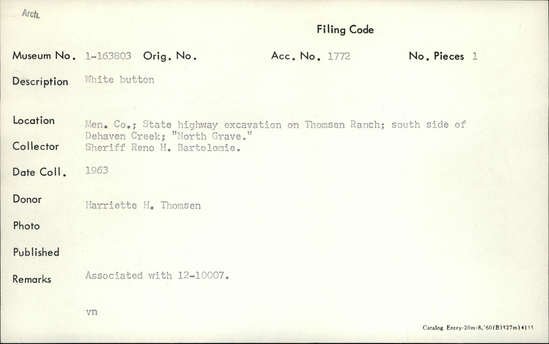 Arch.
Filing Code
Museum No. 1-163803 Orig. No. Acc. No. 1772 No. Pieces 1
Description White button
Location Men. Co.; State highway excavation on Thomsen Ranch; south side of
Dehaven Creek; "North Grave."
Collector Sheriff Reno H. Bartolomie.
Date Coll. 1963
Donor Harriette H. Thomsen
Photo
Published
Remarks Associated with 12-10007.
vn
Catalog Entry-20m-8,'60